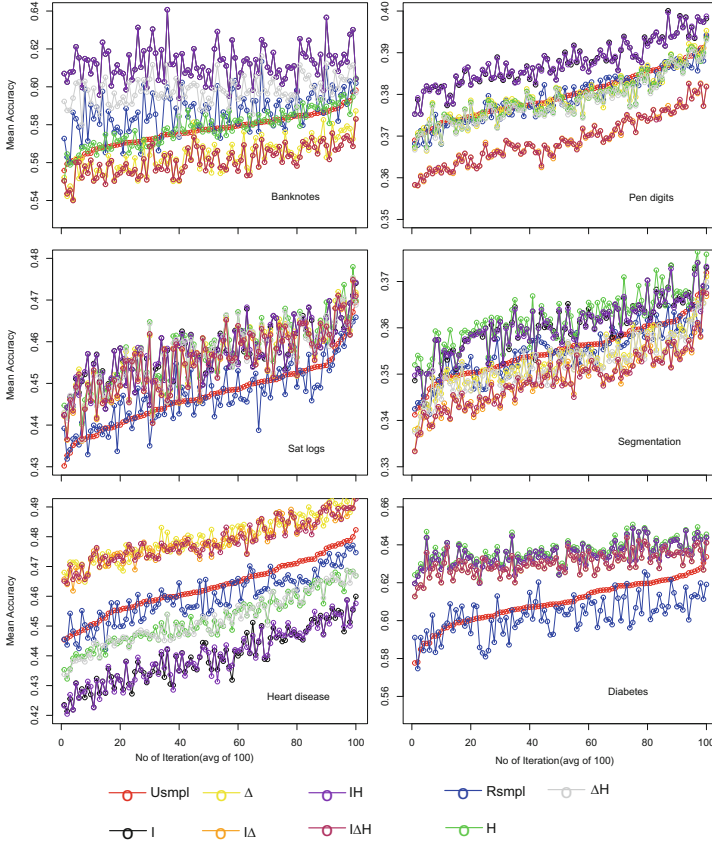 Mean Accuracy
0.54 0.56 0.58 0.60 0.62 0.64
Banknotes
0.35 0.36 0.37 0.38 0.39 0.40
Pen digits
Mean Accuracy
0.43 0.44 0.45 0.46 0.47 0.48
Sat logs
0.33 0.34 0.35 0.36 0.37
Segmentation
Mean Accuracy
0.42 0.43 0.44 0.45 0.46 0.47 0.48 0.49
Heart disease
0.56 0.58 0.60 0.62 0.64 0.66
Diabetes
0 20 40 60 80 100
0 20 40 60 80 100
No of Iteration(avg of 100)
No of Iteration(avg of 100)
Usmpl Δ IH Rsmpl ΔH
I IΔ IΔH H